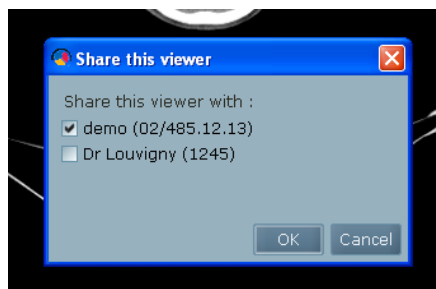 Share this viewer
Share this viewer with :
demo (02/485.12.13)
Dr Louvigny (1245)
OK Cancel